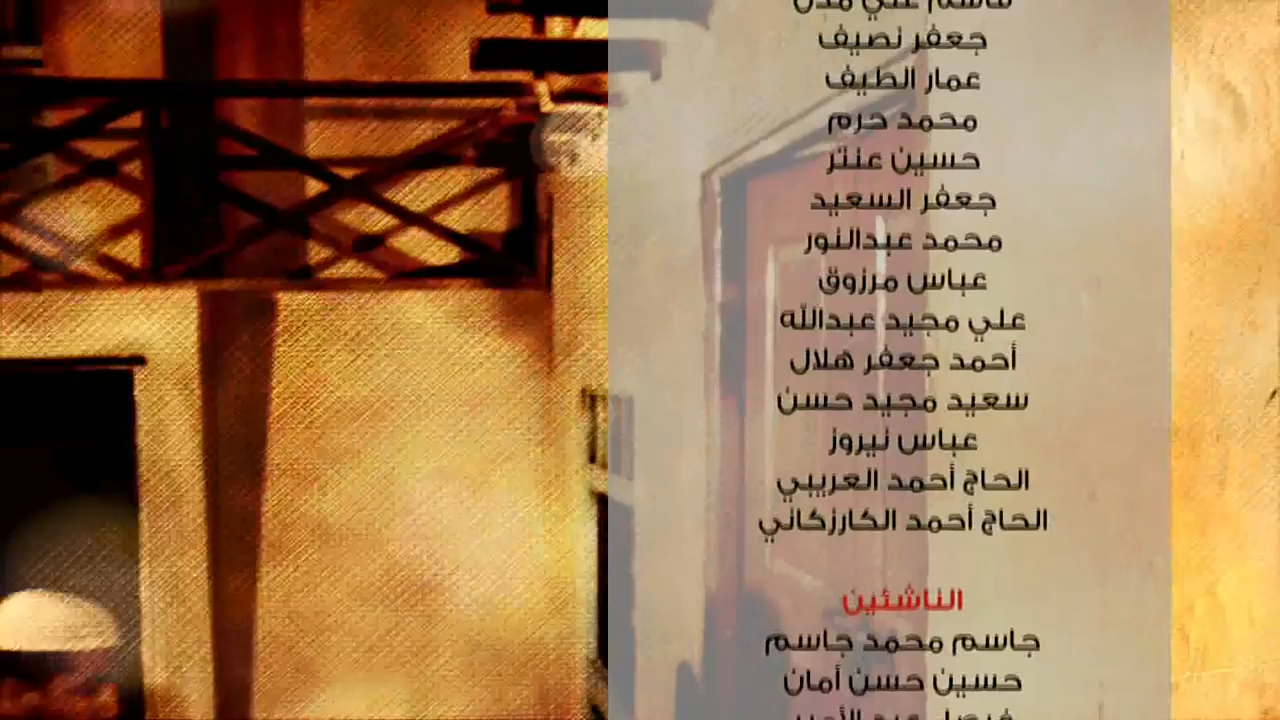 جعفر نصيف
عمار الطيف
محمد حرم
حسين عنتر
جعفر السعيد
محمد عبدالنور
عباس مرزوق
علي مجيد عبدالله
أحمد جعفر هلال
سعيد مجيد حسن
عباس نيروز
الحاج أحمد العريبي
الحاج أحمد الكارزكاني
الناشئين
جاسم محمد جاسم
حسين حسن أمان